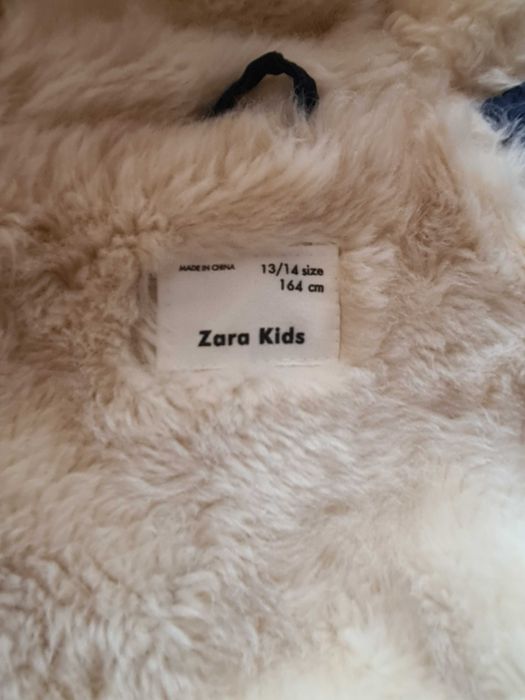 MADE IN CHINA 13/14 size
164 cm
Zara Kids